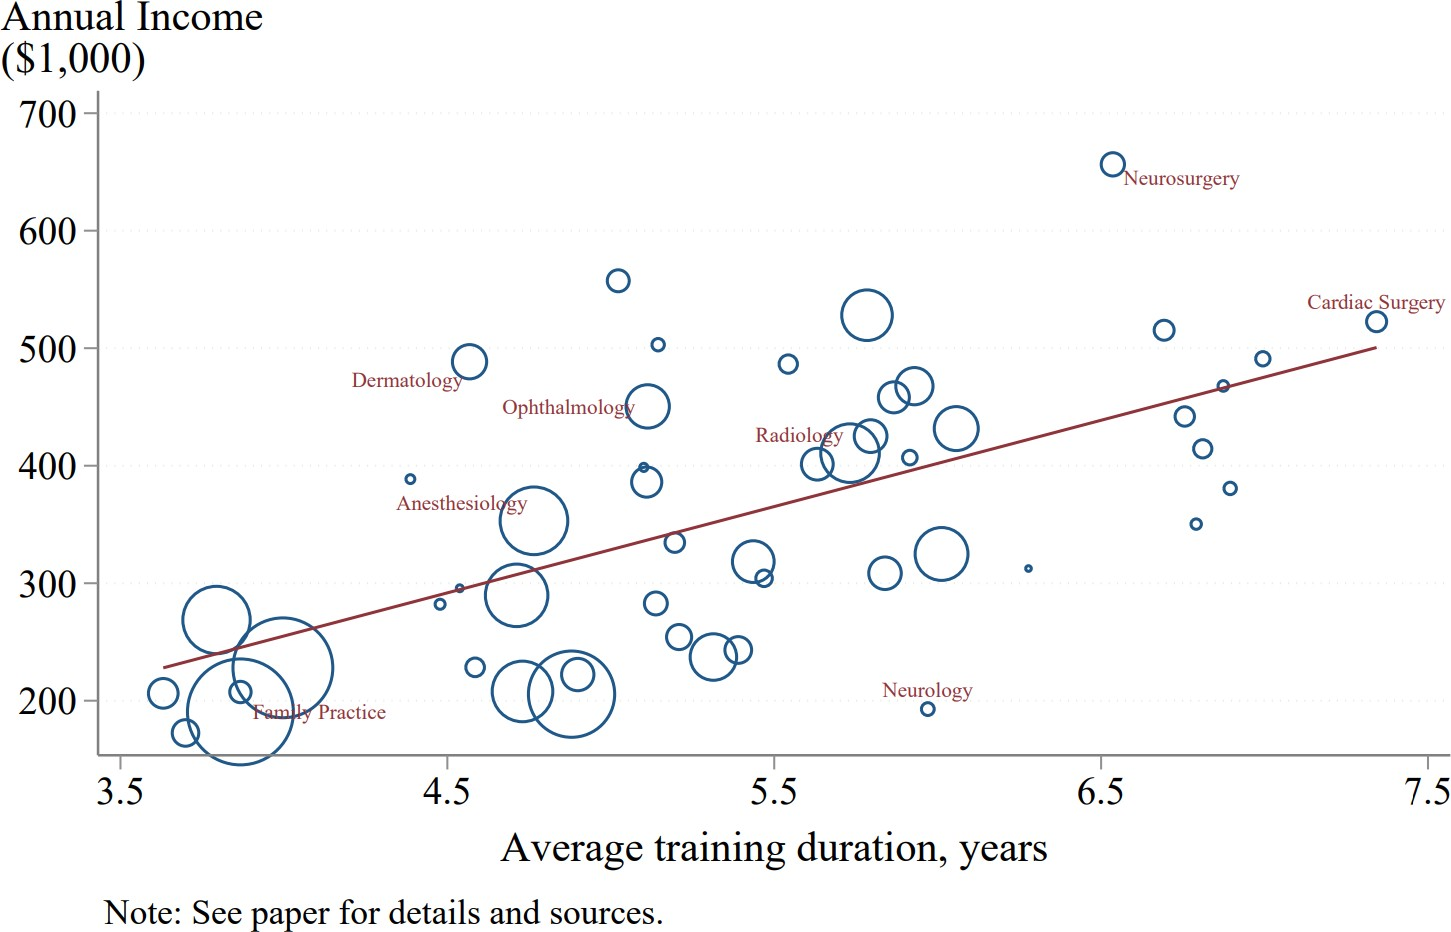 Annual Income
($1,000)
700
600
Neurosurgery
500
Cardiac Surgery
Dermatology
Ophthalmology
Radiology
400
Anesthesiology
300
Neurology
200
Family Practice
3.5 4.5 5.5 6.5 7.5
Average training duration, years
Note: See paper for details and sources.